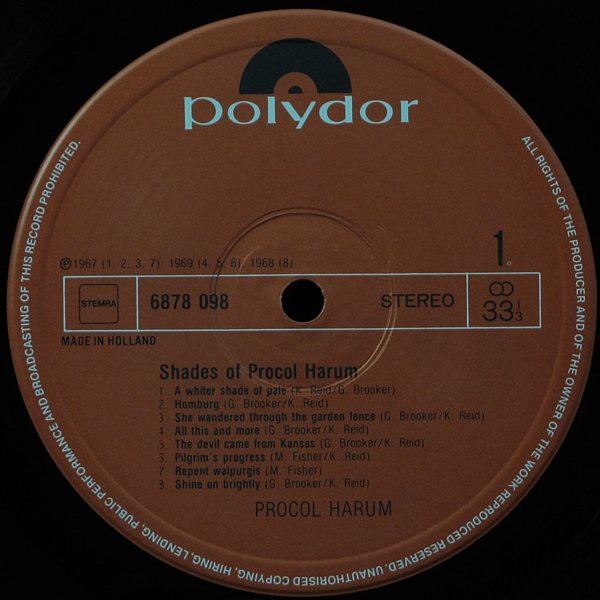 polydor
ALL RIGHTS OF THE PRODUCER AND OF THE OWNER OF THE WORK REPRODUCED RESERVED. UNAUTHORISED COPYING, HIRING, LENDING, PUBLIC PERFORMANCE AND BROADCASTING OF THIS RECORD PROHIBITED.
1
℗1967 (1, 2, 3, 7); 1969 (4, 5, 6); 1968 (8)
STEMRA 6878 098 STEREO 33 1/3
MADE IN HOLLAND
Shades of Procol Harum
1. A whiter shade of pale (K. Reid/G. Brooker)
2. Homburg (G. Brooker/K. Reid)
3. She wandered through the garden fence (G. Brooker/K. Reid)
4. All this and more (G. Brooker/K. Reid)
5. The devil came from Kansas (G. Brooker/K. Reid)
6. Pilgrim's progress (M. Fisher/K. Reid)
7. Repent walpurgis (M. Fisher)
8. Shine on brightly (G. Brooker/K. Reid)
PROCOL HARUM